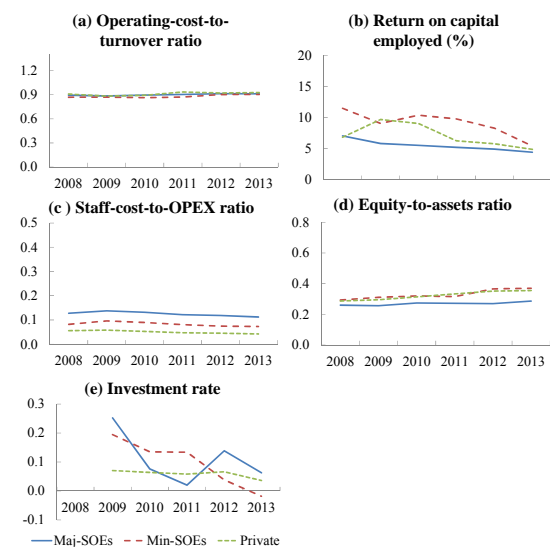 (a) Operating-cost-to-
turnover ratio
1.2
0.9
0.6
0.3
0.0
2008 2009 2010 2011 2012 2013
(b) Return on capital
employed (%)
20
15
10
5
0
2008 2009 2010 2011 2012 2013
(c ) Staff-cost-to-OPEX ratio
0.5
0.4
0.3
0.2
0.1
0.0
2008 2009 2010 2011 2012 2013
(d) Equity-to-assets ratio
0.8
0.6
0.4
0.2
0.0
2008 2009 2010 2011 2012 2013
(e) Investment rate
0.3
0.2
0.1
0.0
-0.1
2008 2009 2010 2011 2012 2013
Maj-SOEs Min-SOEs Private